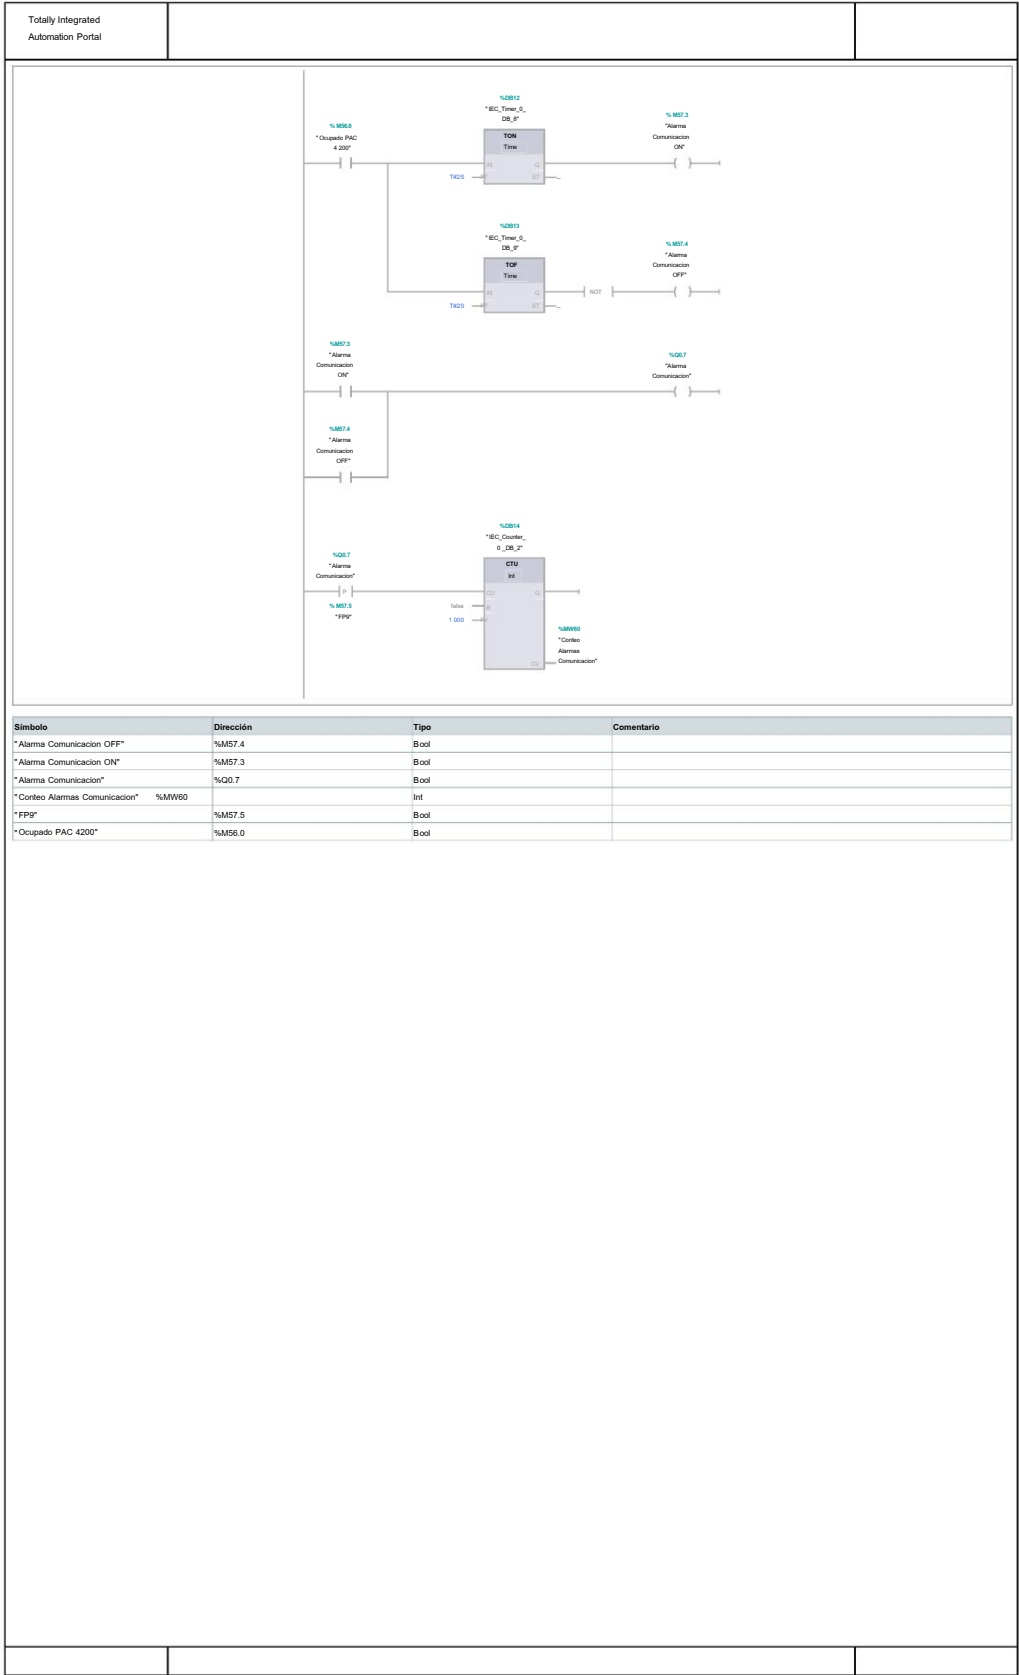 Totally Integrated
Automation Portal
%DB12
"IEC_Timer_0_
DB_8"
% M56.0
"Ocupado PAC
4 200"
TON
Time
IN
Q
T#2S
PT
ET
% M57.3
"Alarma
Comunicacion
ON"
%DB13
"IEC_Timer_0_
DB_9"
TOF
Time
IN
Q
T#2S
PT
ET
NOT
% M57.4
"Alarma
Comunicacion
OFF"
%M57.3
"Alarma
Comunicacion
ON"
%Q0.7
"Alarma
Comunicacion"
%M57.4
"Alarma
Comunicacion
OFF"
%DB14
"IEC_Counter_
0 _DB_2"
%Q0.7
"Alarma
Comunicacion"
P
% M57.5
"FP9"
CTU
Int
CU
Q
false
R
1 000
PV
CV
%MW60
"Conteo
Alarmas
Comunicacion"
Símbolo Dirección Tipo Comentario
"Alarma Comunicacion OFF" %M57.4 Bool
"Alarma Comunicacion ON" %M57.3 Bool
"Alarma Comunicacion" %Q0.7 Bool
"Conteo Alarmas Comunicacion" %MW60 Int
"FP9" %M57.5 Bool
"Ocupado PAC 4200" %M56.0 Bool